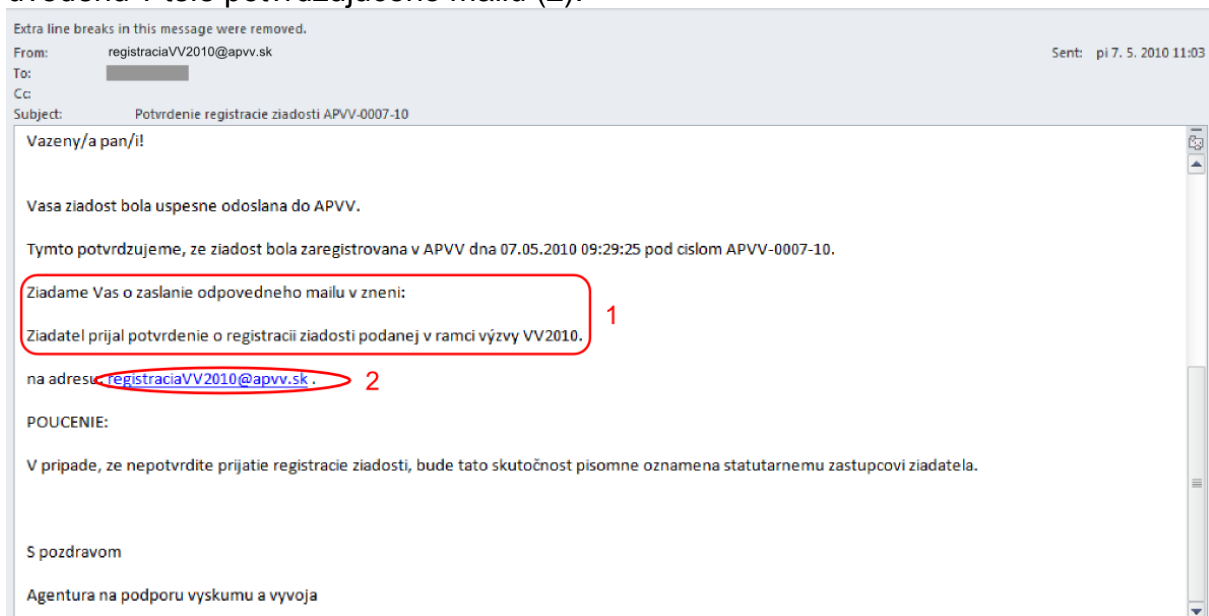 uvedenú v tele potvrdzujúceho mailu (2).
Extra line breaks in this message were removed.
From: registraciaVV2010@apvv.sk Sent: pi 7. 5. 2010 11:03
To:
Cc:
Subject: Potvrdenie registracie ziadosti APVV-0007-10
Vazeny/a pan/i!
Vasa ziadost bola uspesne odoslana do APVV.
Tymto potvrdzujeme, ze ziadost bola zaregistrovana v APVV dna 07.05.2010 09:29:25 pod cislom APVV-0007-10.
Ziadame Vas o zaslanie odpovedneho mailu v zneni:
1
Ziadatel prijal potvrdenie o registracii ziadosti podanej v ramci výzvy VV2010.
na adresu: registraciaVV2010@apvv.sk . 2
POUCENIE:
V pripade, ze nepotvrdite prijatie registracie ziadosti, bude tato skutočnost pisomne oznamena statutarnemu zastupcovi ziadatela.
S pozdravom
Agentura na podporu vyskumu a vyvoja